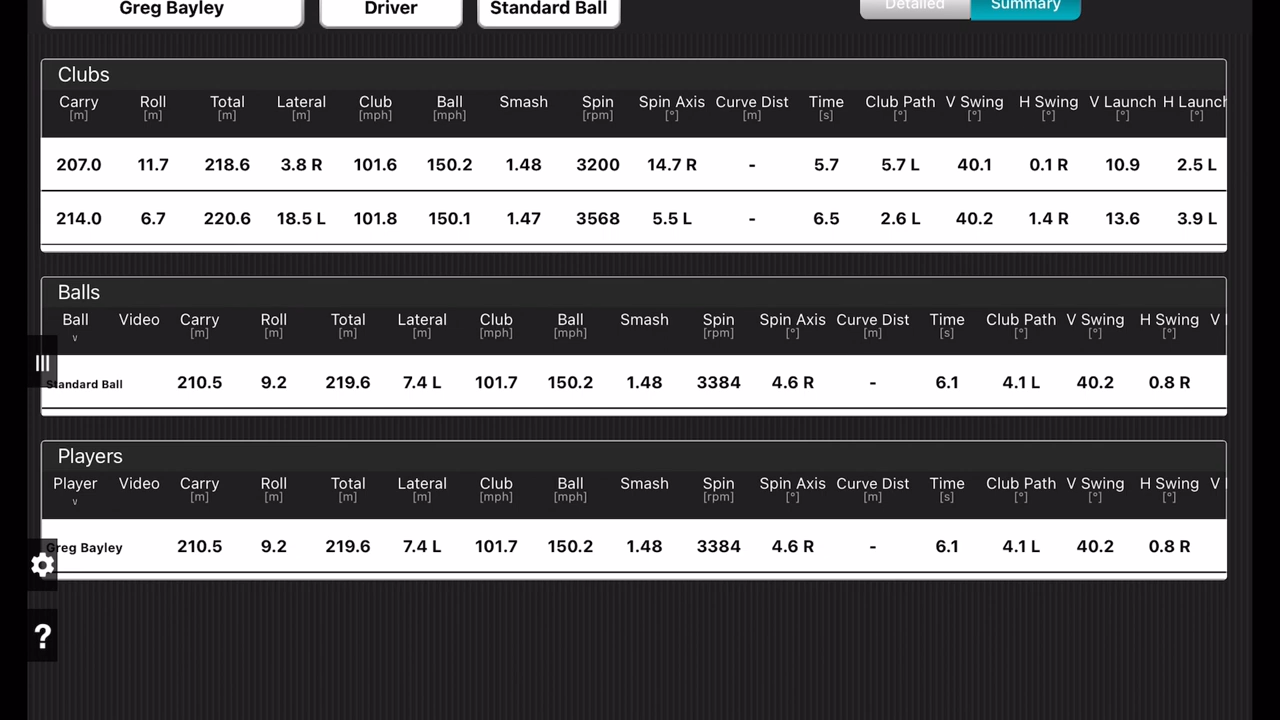 Greg Bayley Driver Standard Ball Detailed Summary
Clubs
Carry Roll Total Lateral Club Ball Smash Spin Spin Axis Curve Dist Time Club Path V Swing H Swing V Launch H Launch
[m] [m] [m] [m] [mph] [mph] [rpm] [°] [m] [s] [°] [°] [°] [°] [°]
207.0 11.7 218.6 3.8 R 101.6 150.2 1.48 3200 14.7 R - 5.7 5.7 L 40.1 0.1 R 10.9 2.5 L
214.0 6.7 220.6 18.5 L 101.8 150.1 1.47 3568 5.5 L - 6.5 2.6 L 40.2 1.4 R 13.6 3.9 L
Balls
Ball Video Carry Roll Total Lateral Club Ball Smash Spin Spin Axis Curve Dist Time Club Path V Swing H Swing V
v [m] [m] [m] [m] [mph] [mph] [rpm] [°] [m] [s] [°] [°] [°]
Standard Ball 210.5 9.2 219.6 7.4 L 101.7 150.2 1.48 3384 4.6 R - 6.1 4.1 L 40.2 0.8 R
Players
Player Video Carry Roll Total Lateral Club Ball Smash Spin Spin Axis Curve Dist Time Club Path V Swing H Swing V
v [m] [m] [m] [m] [mph] [mph] [rpm] [°] [m] [s] [°] [°] [°]
Greg Bayley 210.5 9.2 219.6 7.4 L 101.7 150.2 1.48 3384 4.6 R - 6.1 4.1 L 40.2 0.8 R
?